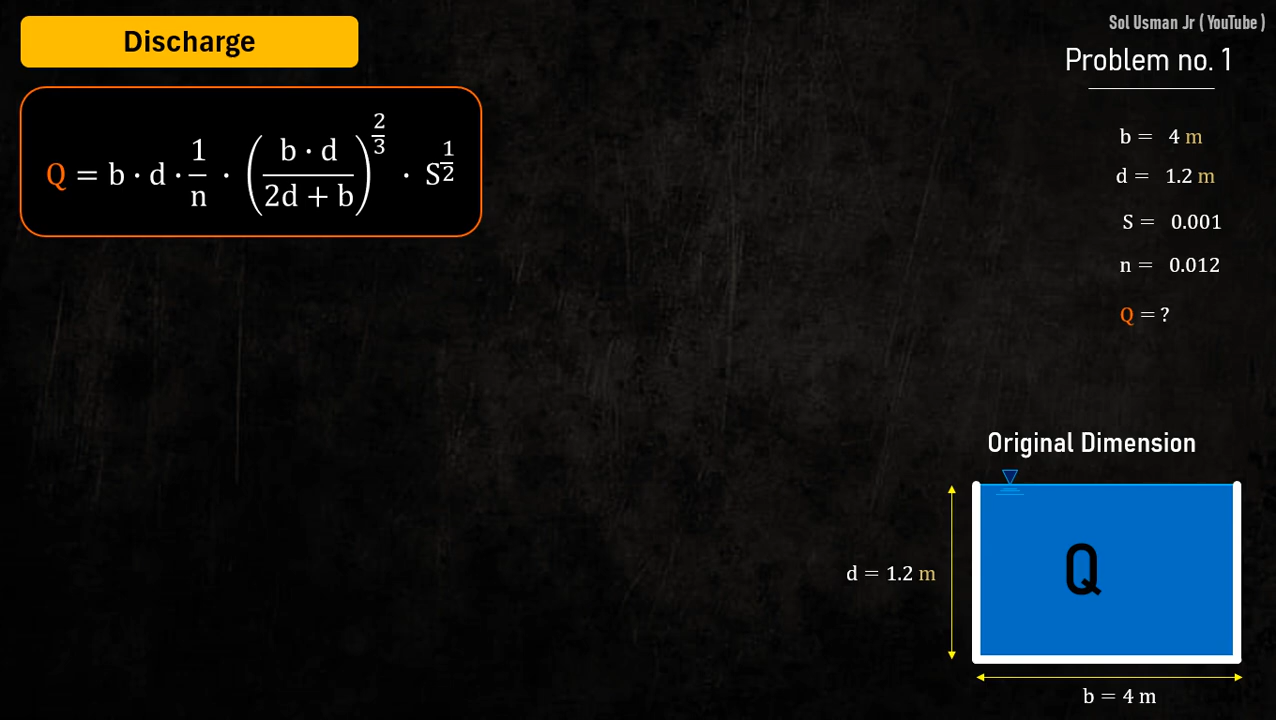 Discharge
Sol Usman Jr ( YouTube )
Problem no. 1
Q = b · d · 1/n · (b · d / 2d + b)^2/3 · S^1/2
b = 4 m
d = 1.2 m
S = 0.001
n = 0.012
Q = ?
Original Dimension
Q
d = 1.2 m
b = 4 m